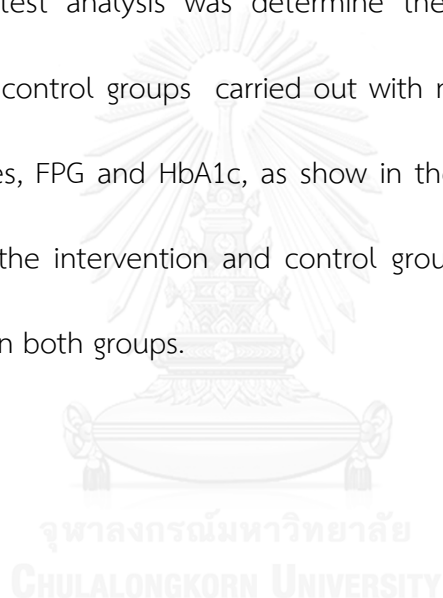 test analysis was determine the
control groups carried out with
es, FPG and HbA1c, as show in the
the intervention and control grou
n both groups.
จุฬาลงกรณ์มหาวิทยาลัย
CHULALONGKORN UNIVERSITY